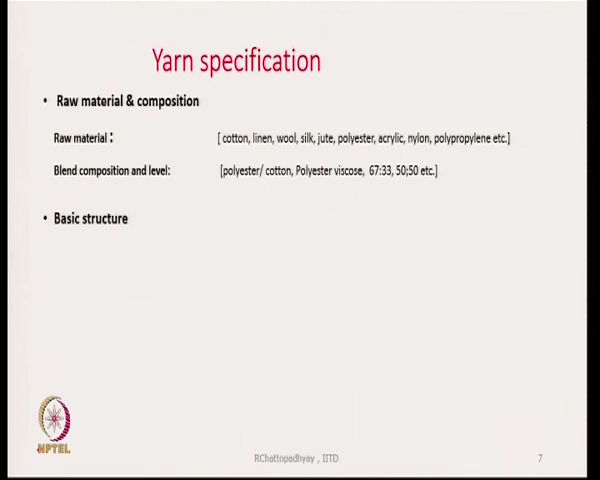 Yarn specification
• Raw material & composition
Raw material : [ cotton, linen, wool, silk, jute, polyester, acrylic, nylon, polypropylene etc.]
Blend composition and level: [polyester/ cotton, Polyester viscose, 67:33, 50;50 etc.]
• Basic structure
NPTEL
RChattopadhyay , IITD
7